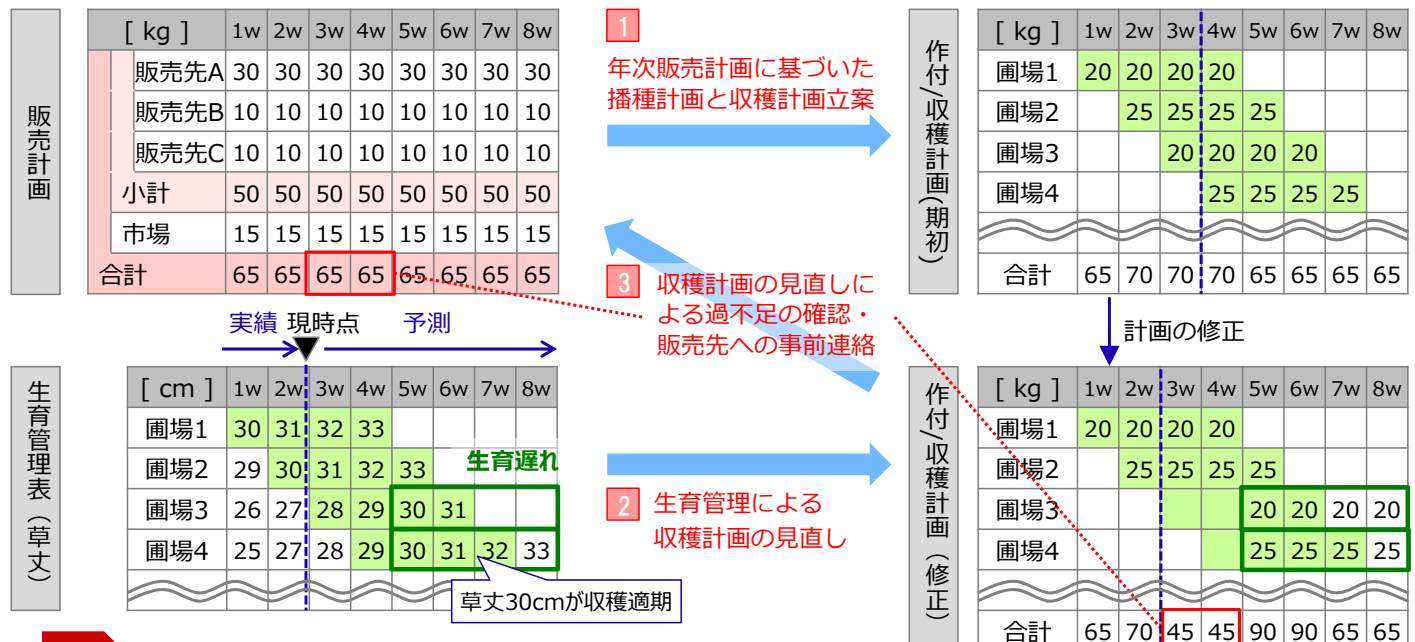 販売計画
[ kg ] 1w 2w 3w 4w 5w 6w 7w 8w
販売先A 30 30 30 30 30 30 30 30
販売先B 10 10 10 10 10 10 10 10
販売先C 10 10 10 10 10 10 10 10
小計 50 50 50 50 50 50 50 50
市場 15 15 15 15 15 15 15 15
合計 65 65 65 65 65 65 65 65
1
年次販売計画に基づいた
播種計画と収穫計画立案
作付/収穫計画(期初)
[ kg ] 1w 2w 3w 4w 5w 6w 7w 8w
圃場1 20 20 20 20
圃場2 25 25 25 25
圃場3 20 20 20 20
圃場4 25 25 25 25
合計 65 70 70 70 65 65 65 65
3 収穫計画の見直しに
よる過不足の確認・
販売先への事前連絡
計画の修正
実績 現時点 予測
生育管理表(草丈)
[ cm ] 1w 2w 3w 4w 5w 6w 7w 8w
圃場1 30 31 32 33
圃場2 29 30 31 32 33
生育遅れ
圃場3 26 27 28 29 30 31
圃場4 25 27 28 29 30 31 32 33
草丈30cmが収穫適期
2 生育管理による
収穫計画の見直し
作付/収穫計画(修正)
[ kg ] 1w 2w 3w 4w 5w 6w 7w 8w
圃場1 20 20 20 20
圃場2 25 25 25 25
圃場3 20 20 20 20
圃場4 25 25 25 25
合計 65 70 45 45 90 90 65 65